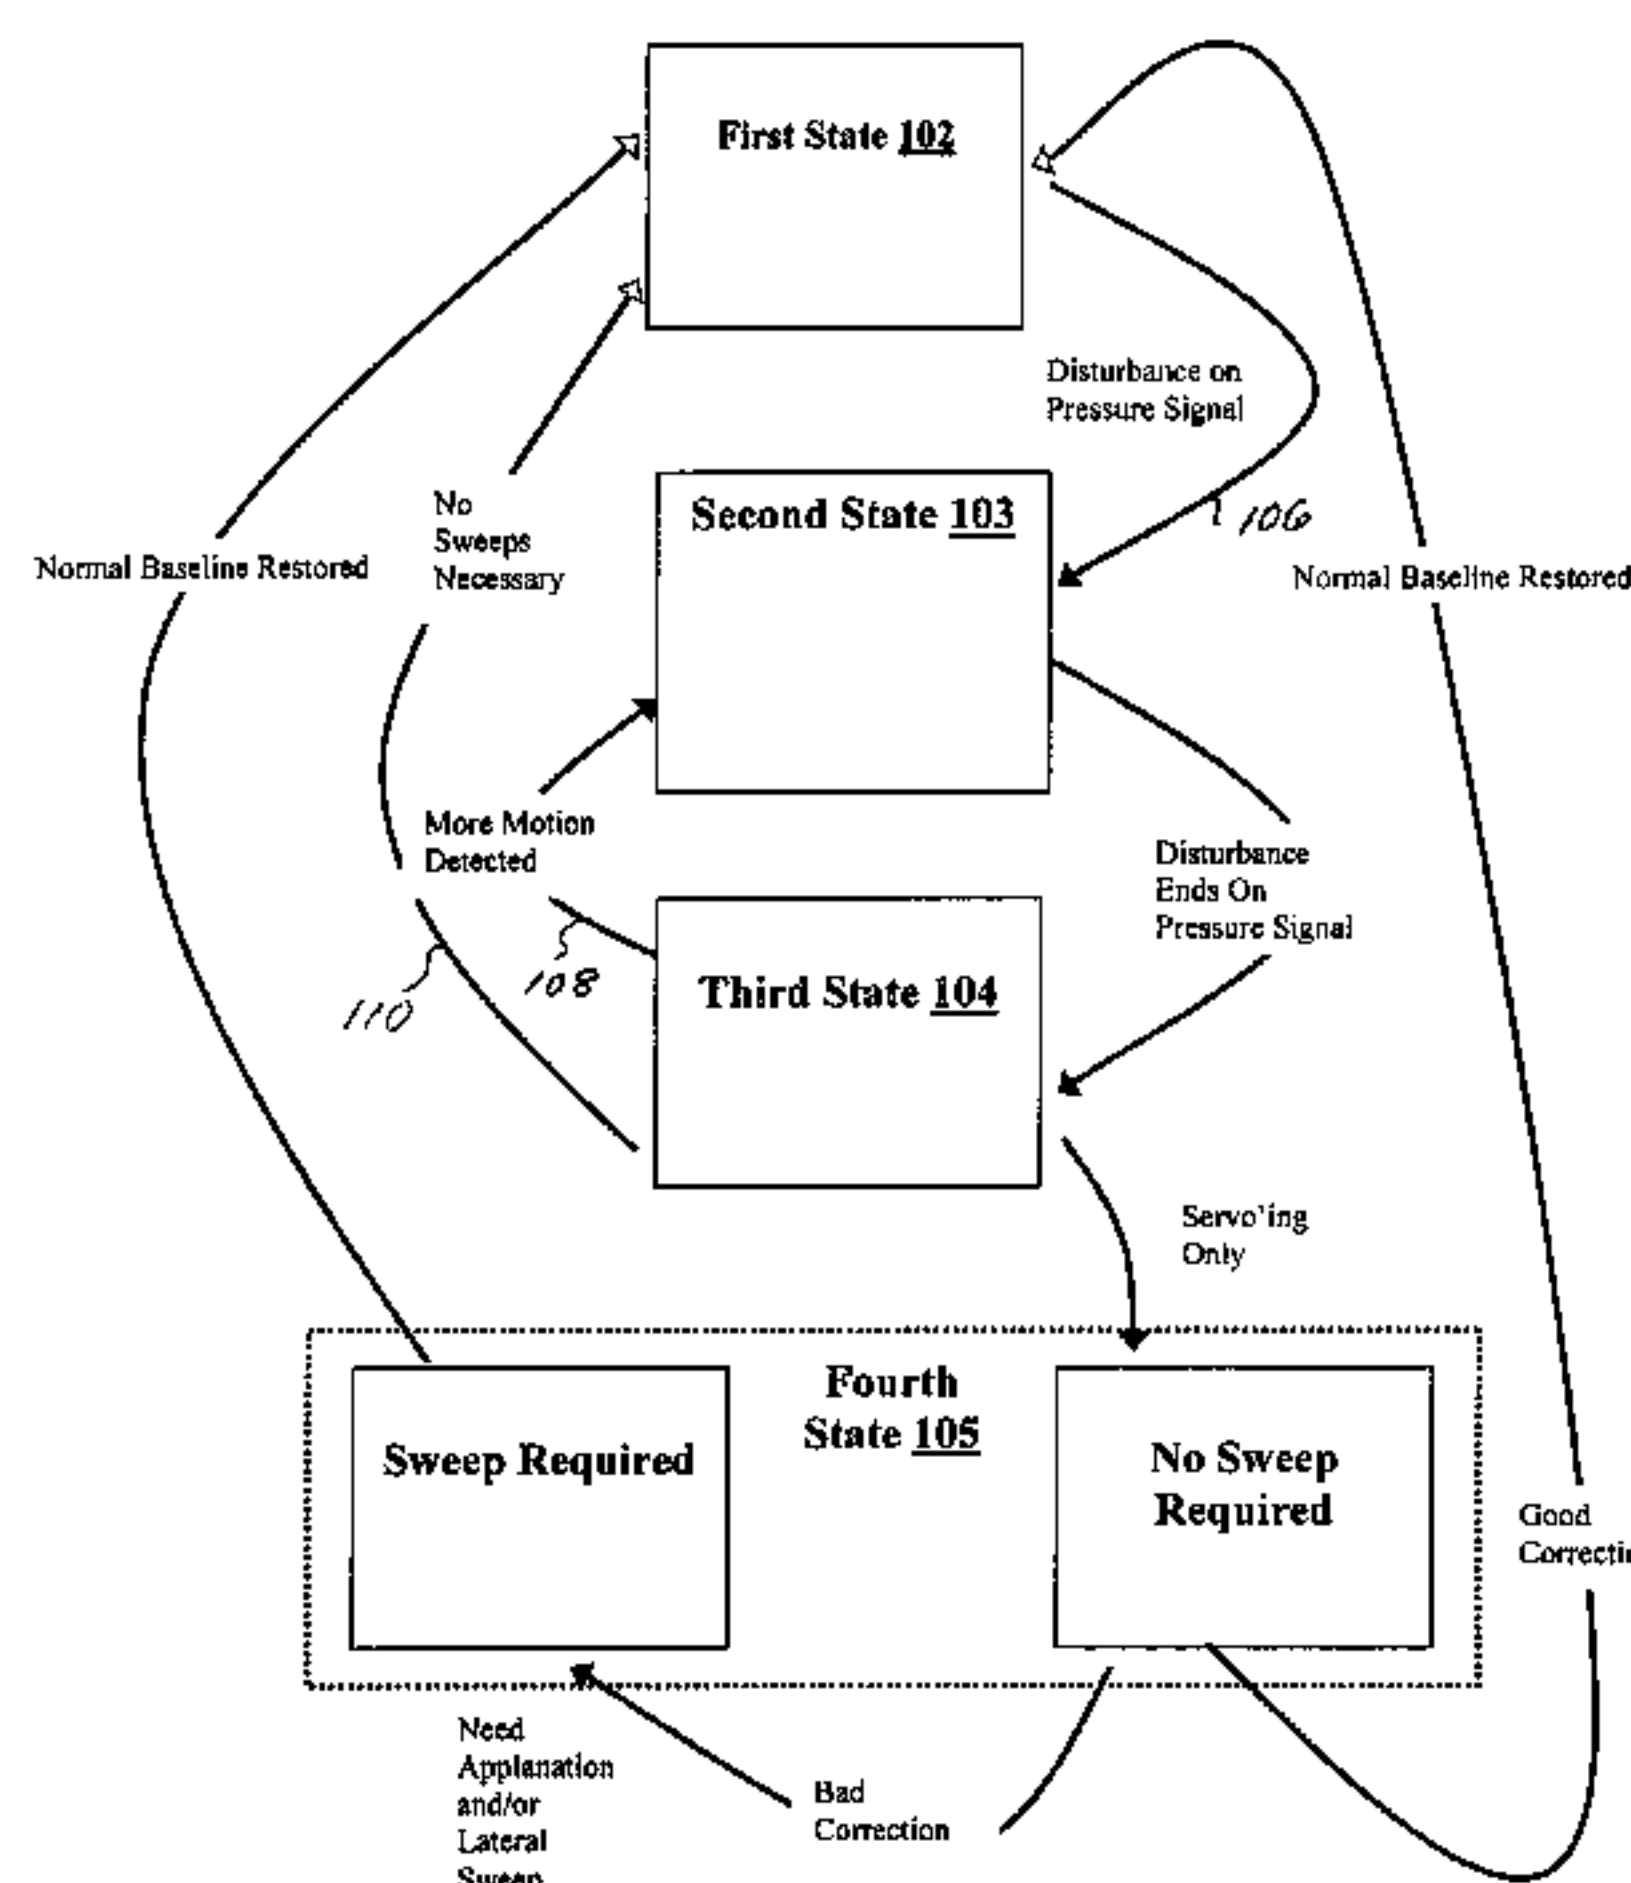 First State 102
Disturbance on
Pressure Signal
No
Sweeps
Necessary
Second State 103
106
Normal Baseline Restored
Normal Baseline Restored
More Motion
Detected
Disturbance
Ends On
Pressure Signal
108
110
Third State 104
Servo'ing
Only
Fourth
State 105
Sweep Required
No Sweep
Required
Good
Need
Applanation
and/or
Lateral
Sweep
Bad
Correction